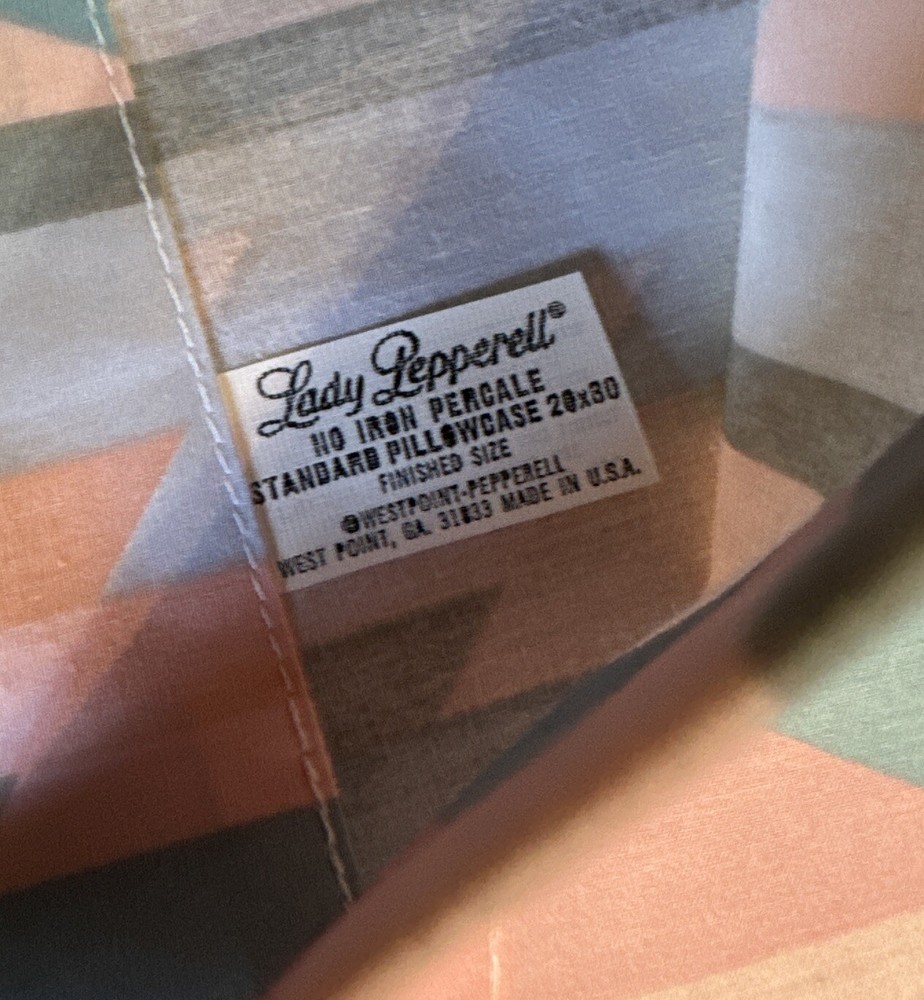 Lady Pepperell®
NO IRON PERCALE
STANDARD PILLOWCASE 20x30
FINISHED SIZE
©WESTPOINT-PEPPERELL
WEST POINT, GA. 31833 MADE IN U.S.A.